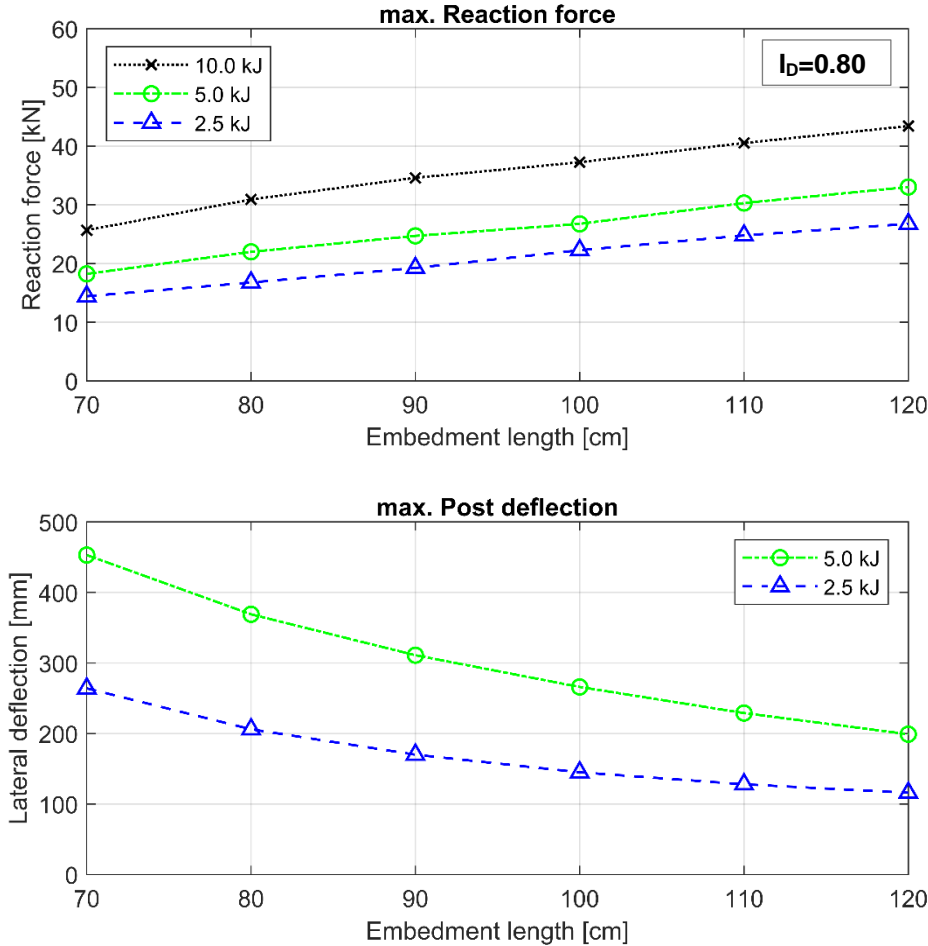 max. Reaction force
60
50
40
30
20
10
0
Reaction force [kN]
10.0 kJ
5.0 kJ
2.5 kJ
I_D=0.80
70 80 90 100 110 120
Embedment length [cm]
max. Post deflection
500
400
300
200
100
0
Lateral deflection [mm]
5.0 kJ
2.5 kJ
70 80 90 100 110 120
Embedment length [cm]